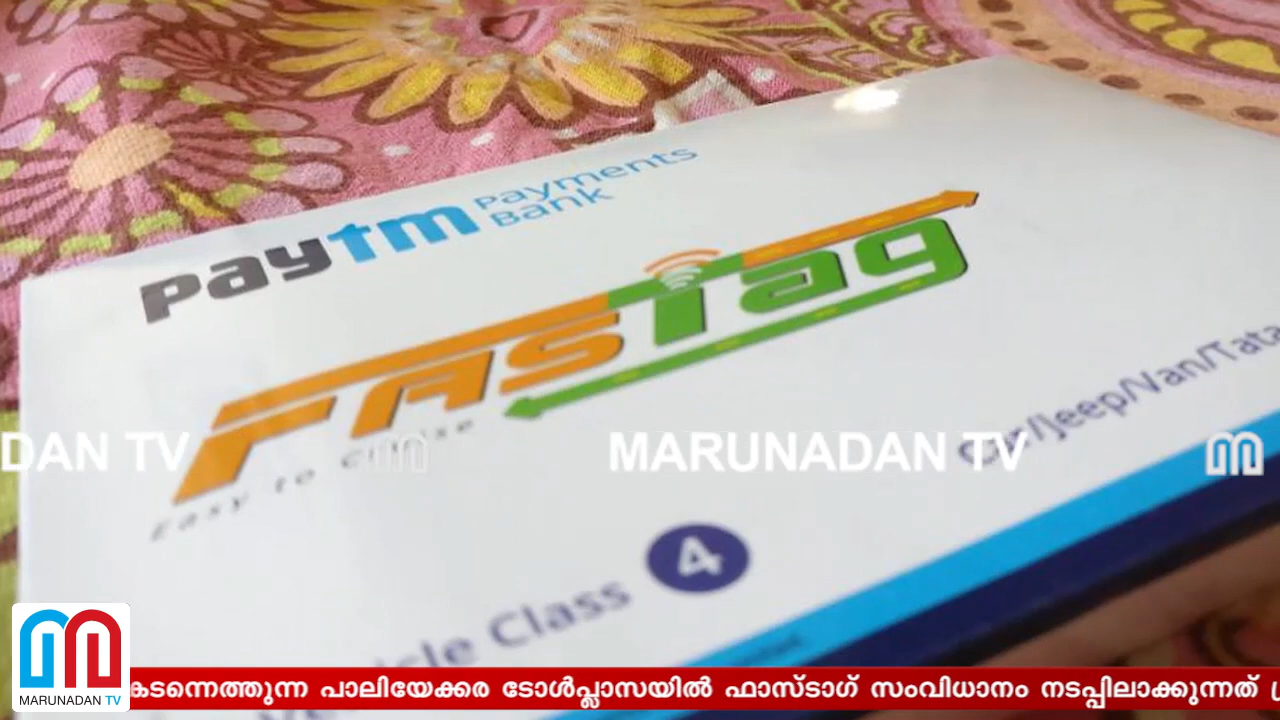 paytm Payments Bank
FASTag
Easy to cruise
Car/Jeep/Van/Tata
DAN TV MARUNADAN TV
Vehicle Class 4
MARUNADAN TV
കടന്നെത്തുന്ന പാലിയേക്കര ടോൾപ്ലാസയിൽ ഫാസ്ടാഗ് സംവിധാനം നടപ്പിലാക്കുന്നത്